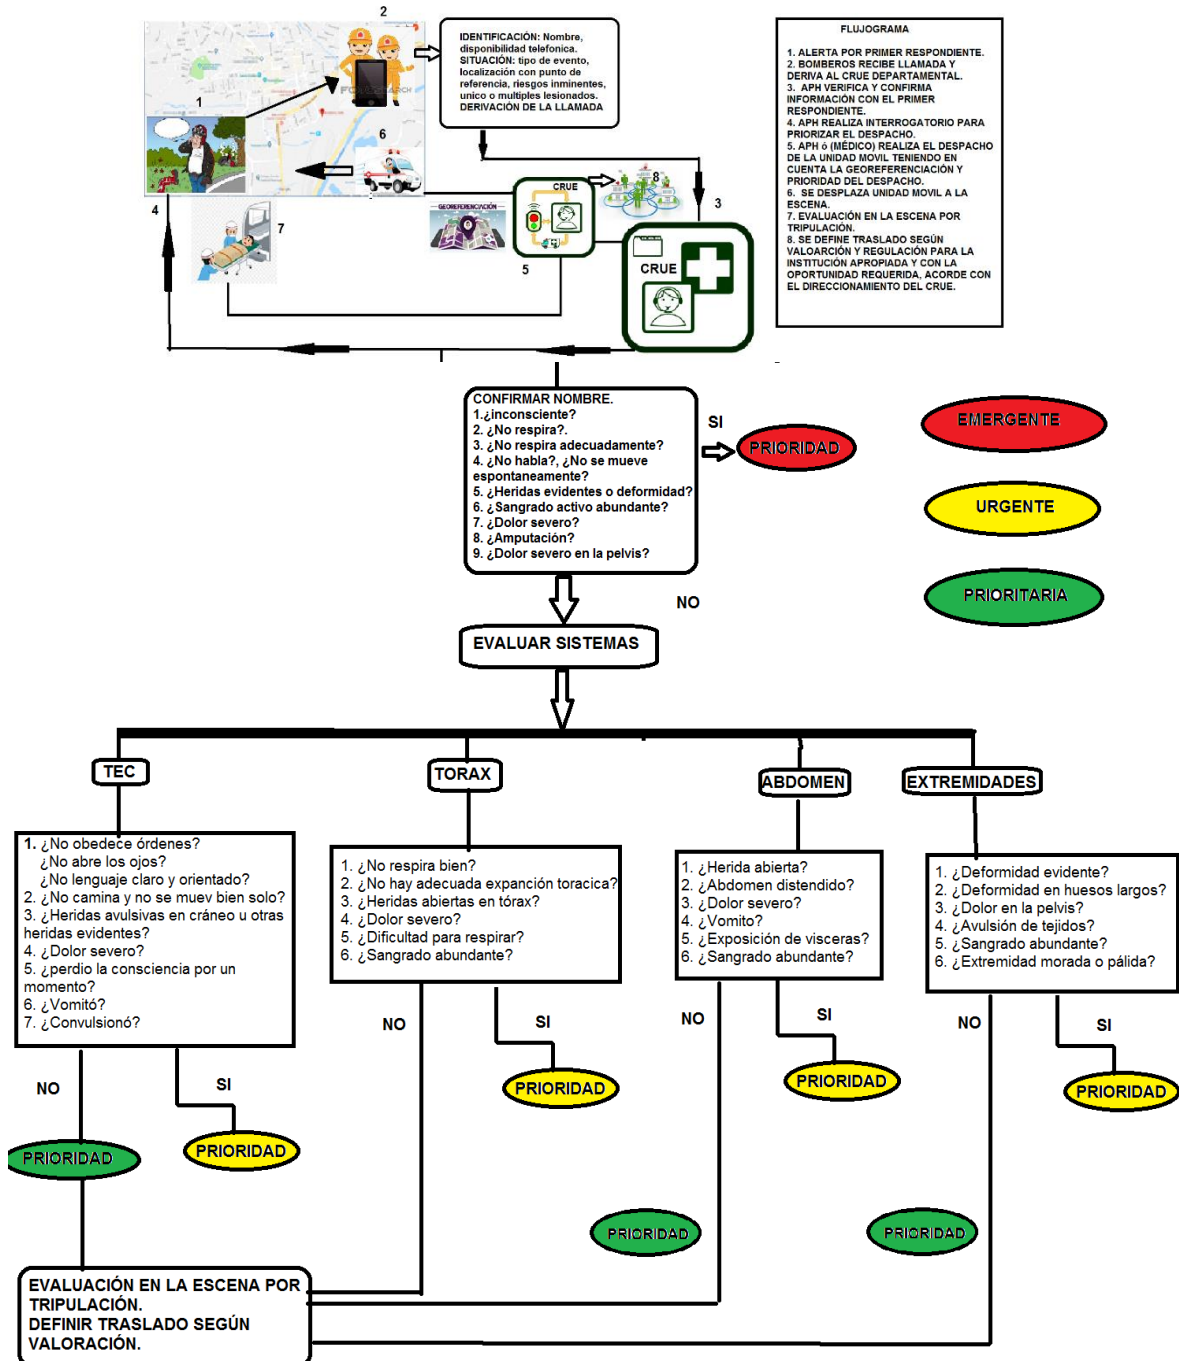 2
IDENTIFICACIÓN: Nombre,
disponibilidad telefonica.
SITUACIÓN: tipo de evento,
localización con punto de
referencia, riesgos inminentes,
unico o multiples lesionados.
DERIVACIÓN DE LA LLAMADA
FLUJOGRAMA
1. ALERTA POR PRIMER RESPONDIENTE.
2. BOMBEROS RECIBE LLAMADA Y
DERIVA AL CRUE DEPARTAMENTAL.
3. APH VERIFICA Y CONFIRMA
INFORMACIÓN CON EL PRIMER
RESPONDIENTE.
4. APH REALIZA INTERROGATORIO PARA
PRIORIZAR EL DESPACHO.
5. APH ó (MÉDICO) REALIZA EL DESPACHO
DE LA UNIDAD MOVIL TENIENDO EN
CUENTA LA GEOREFERENCIACIÓN Y
PRIORIDAD DEL DESPACHO.
6. SE DESPLAZA UNIDAD MOVIL A LA
ESCENA.
7. EVALUACIÓN EN LA ESCENA POR
TRIPULACIÓN.
8. SE DEFINE TRASLADO SEGÚN
VALOARCIÓN Y REGULACIÓN PARA LA
INSTITUCIÓN APROPIADA Y CON LA
OPORTUNIDAD REQUERIDA, ACORDE CON
EL DIRECCIONAMIENTO DEL CRUE.
1
6
8
CRUE
GEOREFERENCIACIÓN
4
3
7
5
CRUE
CONFIRMAR NOMBRE.
1.¿inconsciente?
2. ¿No respira?.
3. ¿No respira adecuadamente?
4. ¿No habla?, ¿No se mueve
espontaneamente?
5. ¿Heridas evidentes o deformidad?
6. ¿Sangrado activo abundante?
7. ¿Dolor severo?
8. ¿Amputación?
9. ¿Dolor severo en la pelvis?
SI
PRIORIDAD
EMERGENTE
URGENTE
PRIORITARIA
NO
EVALUAR SISTEMAS
TEC
TORAX
ABDOMEN
EXTREMIDADES
1. ¿No obedece órdenes?
¿No abre los ojos?
¿No lenguaje claro y orientado?
2. ¿No camina y no se muev bien solo?
3. ¿Heridas avulsivas en cráneo u otras
heridas evidentes?
4. ¿Dolor severo?
5. ¿perdio la consciencia por un
momento?
6. ¿Vomitó?
7. ¿Convulsionó?
1. ¿No respira bien?
2. ¿No hay adecuada expanción toracica?
3. ¿Heridas abiertas en tórax?
4. ¿Dolor severo?
5. ¿Dificultad para respirar?
6. ¿Sangrado abundante?
1. ¿Herida abierta?
2. ¿Abdomen distendido?
3. ¿Dolor severo?
4. ¿Vomito?
5. ¿Exposición de visceras?
6. ¿Sangrado abundante?
1. ¿Deformidad evidente?
2. ¿Deformidad en huesos largos?
3. ¿Dolor en la pelvis?
4. ¿Avulsión de tejidos?
5. ¿Sangrado abundante?
6. ¿Extremidad morada o pálida?
NO
SI
NO
SI
NO
SI
NO
SI
PRIORIDAD
PRIORIDAD
PRIORIDAD
PRIORIDAD
PRIORIDAD
PRIORIDAD
PRIORIDAD
EVALUACIÓN EN LA ESCENA POR
TRIPULACIÓN.
DEFINIR TRASLADO SEGÚN
VALORACIÓN.